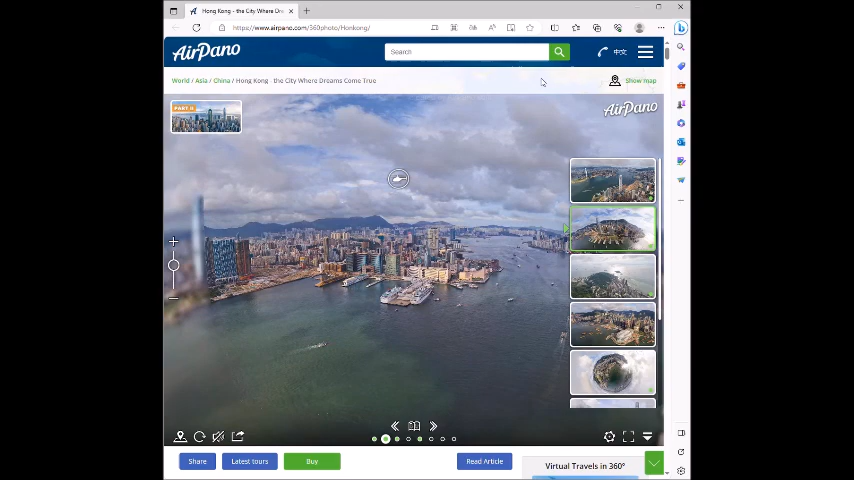 Hong Kong - the City Where Dre
https://www.airpano.com/360photo/Honkong/
AirPano
Search
中文
World / Asia / China / Hong Kong - the City Where Dreams Come True
Show map
PART II
AirPano
Share
Latest tours
Buy
Read Article
Virtual Travels in 360°